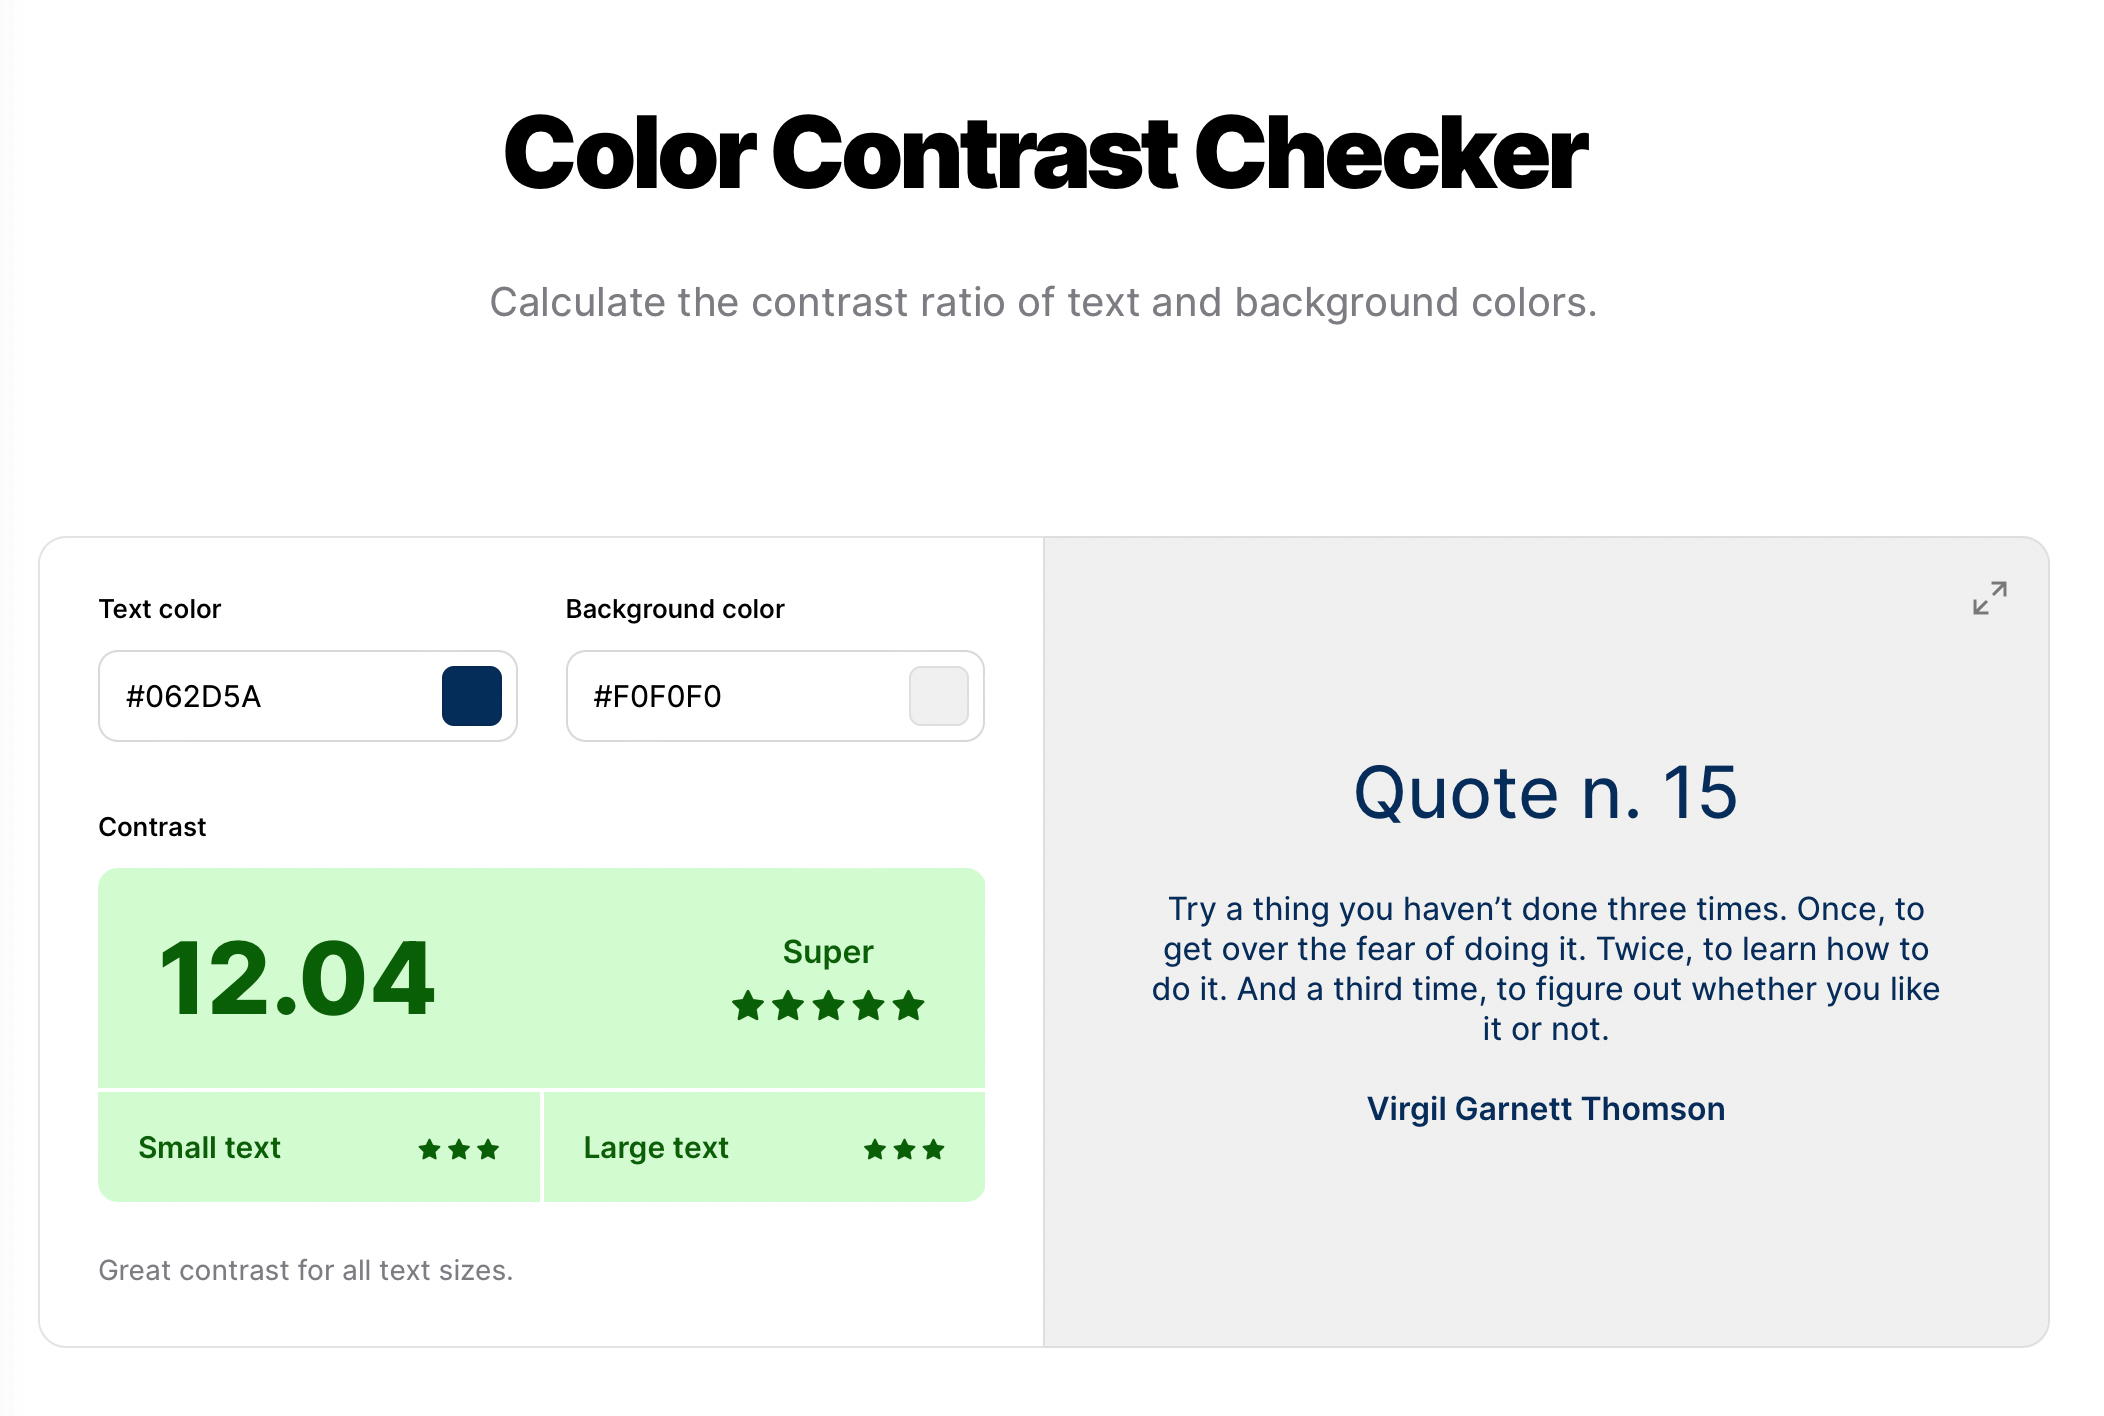 Color Contrast Checker
Calculate the contrast ratio of text and background colors.
Text color
Background color
#062D5A
#F0F0F0
Contrast
12.04
Super
Small text
Large text
Great contrast for all text sizes.
Quote n. 15
Try a thing you haven’t done three times. Once, to
get over the fear of doing it. Twice, to learn how to
do it. And a third time, to figure out whether you like
it or not.
Virgil Garnett Thomson